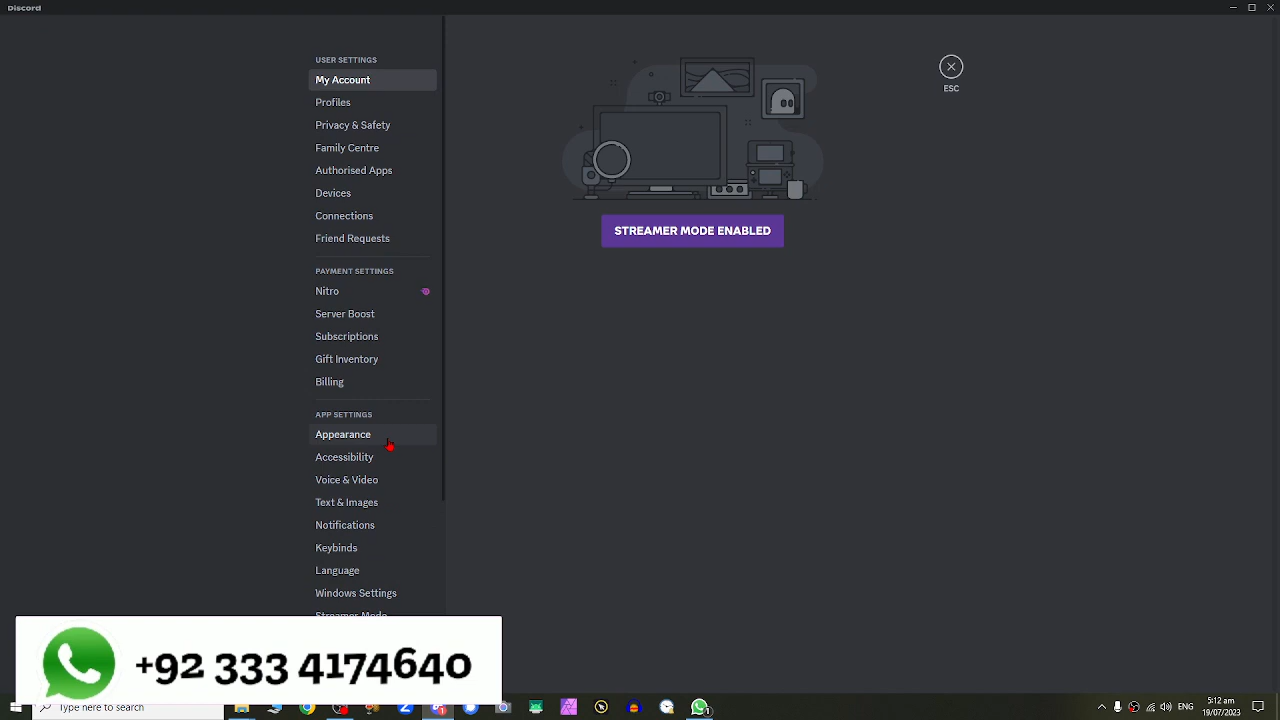 Discord
USER SETTINGS
My Account
Profiles
Privacy & Safety
Family Centre
Authorised Apps
Devices
Connections
Friend Requests
PAYMENT SETTINGS
Nitro
Server Boost
Subscriptions
Gift Inventory
Billing
APP SETTINGS
Appearance
Accessibility
Voice & Video
Text & Images
Notifications
Keybinds
Language
Windows Settings
Streamer Mode
ESC
STREAMER MODE ENABLED
+92 333 4174640
Type here to search
ENG
5:12 am
19/07/2023